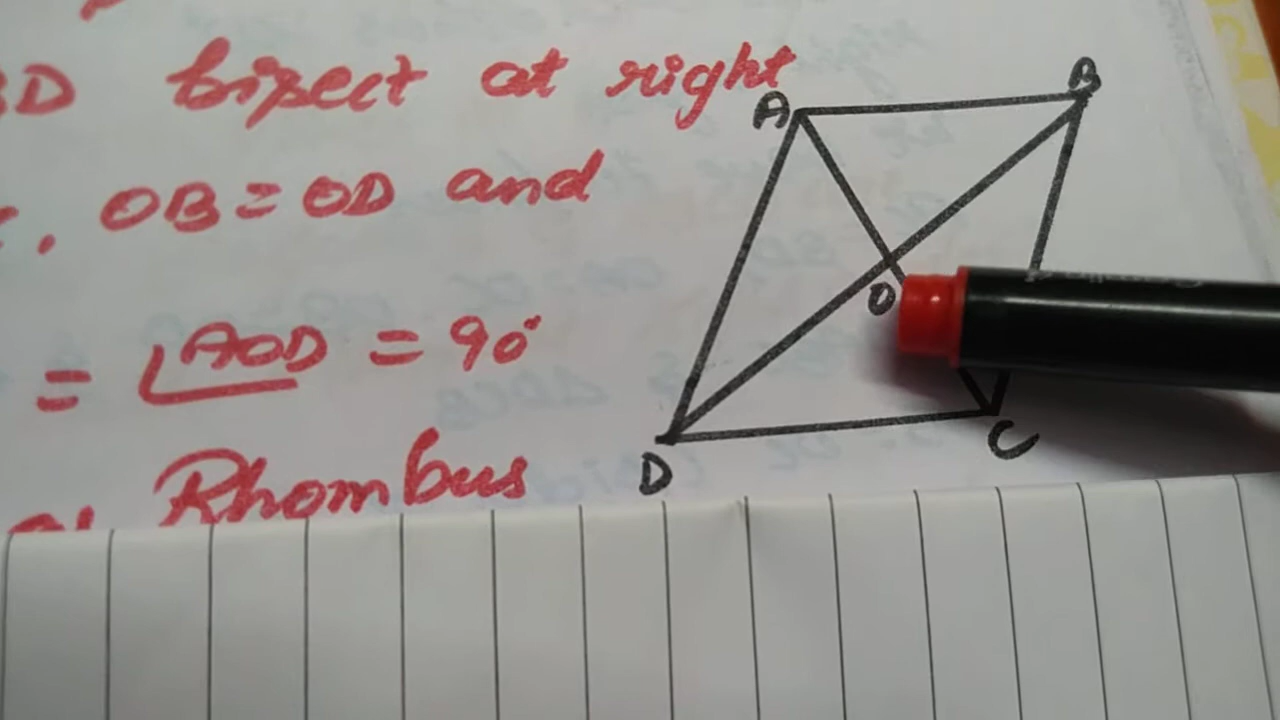 BD bisect at right
. OB = OD and
= ∠AOD = 90°
Rhombus
A
B
O
D
C